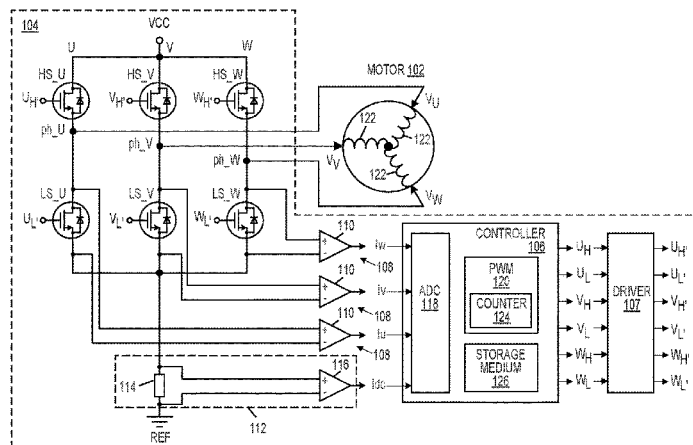 104
VCC
U
V
W
HS_U
HS_V
HS_W
UH'
VH'
WH'
MOTOR 102
VU
122
122
122
VV
VW
ph_U
ph_V
ph_W
LS_U
LS_V
LS_W
UL'
VL'
WL'
110
Iw
108
110
Iv
108
110
Iu
108
116
Idc
114
112
REF
CONTROLLER
106
ADC
118
PWM
120
COUNTER
124
STORAGE
MEDIUM
126
UH
UL
VH
VL
WH
WL
DRIVER
107
UH'
UL'
VH'
VL'
WH'
WL'